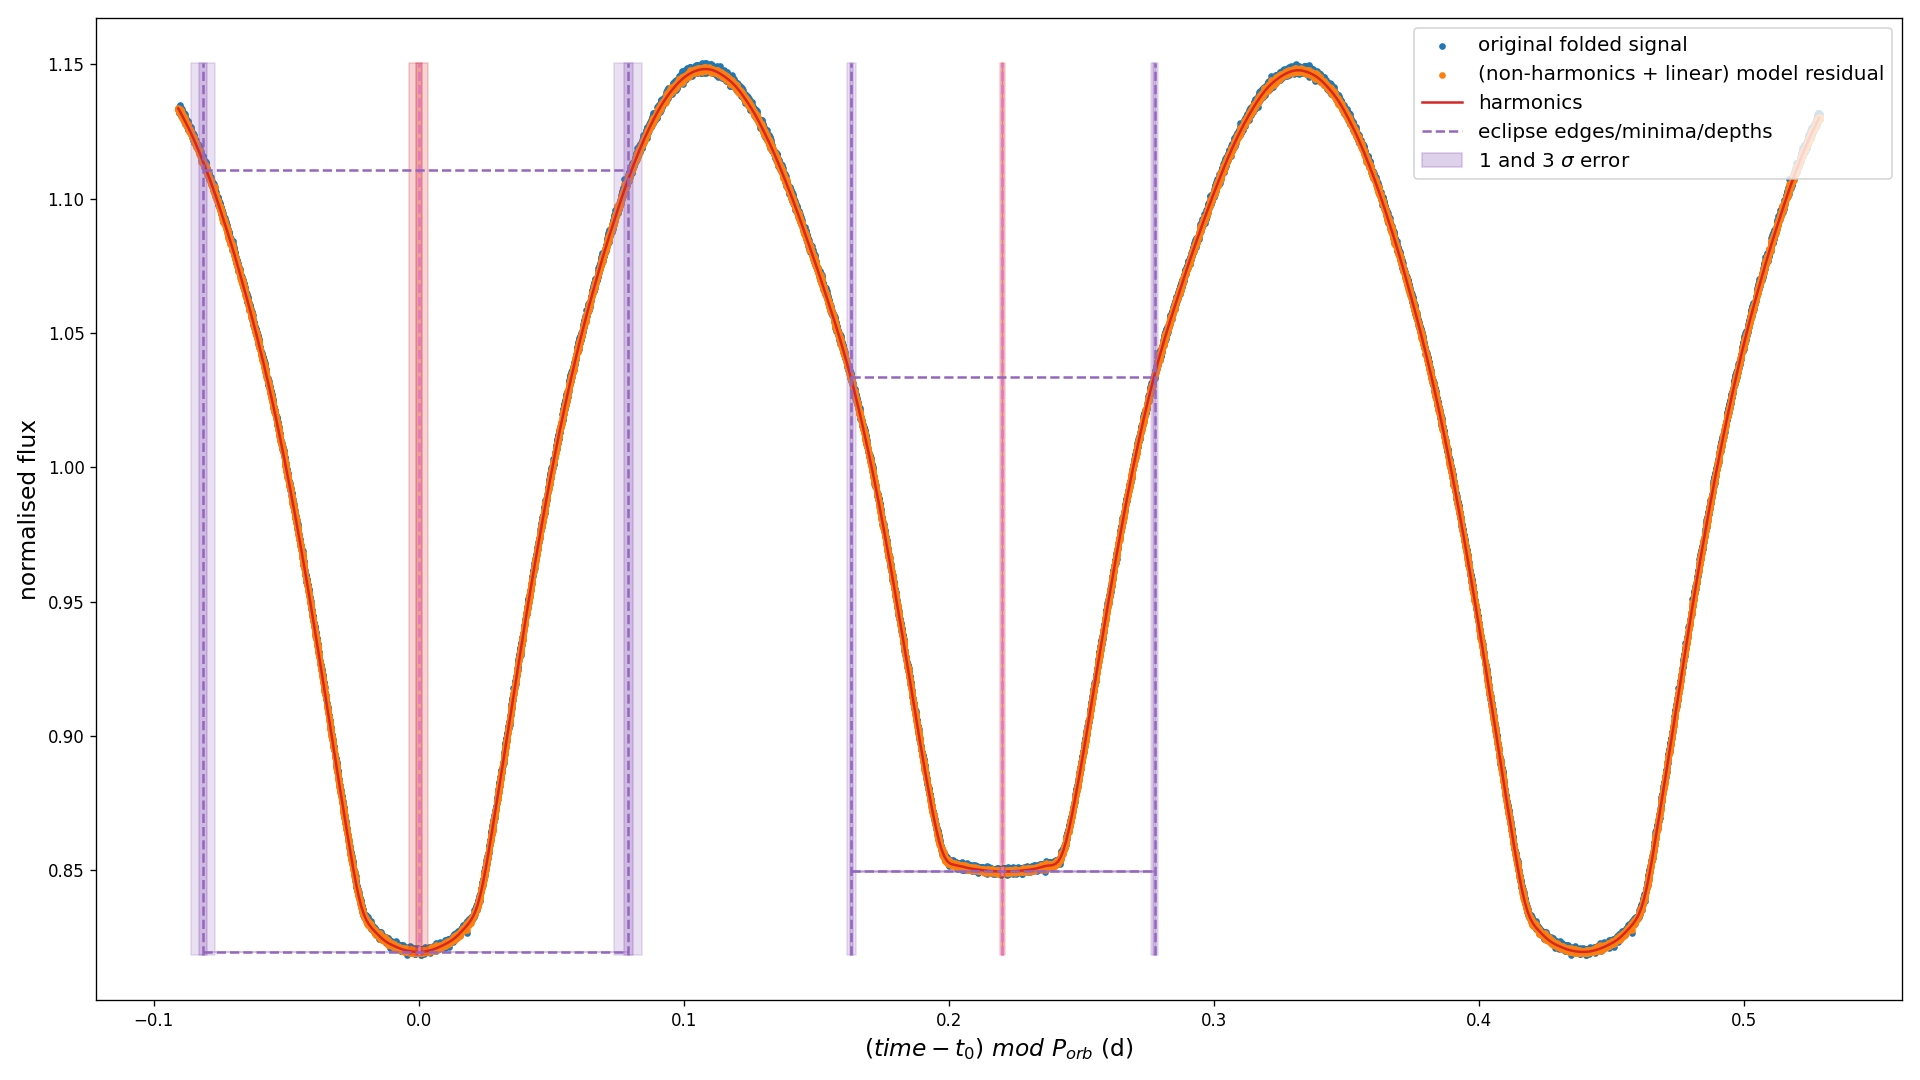 original folded signal
(non-harmonics + linear) model residual
harmonics
eclipse edges/minima/depths
1 and 3 σ error
normalised flux
1.15
1.10
1.05
1.00
0.95
0.90
0.85
−0.1 0.0 0.1 0.2 0.3 0.4 0.5
(time − t₀) mod Pₒᵣb (d)